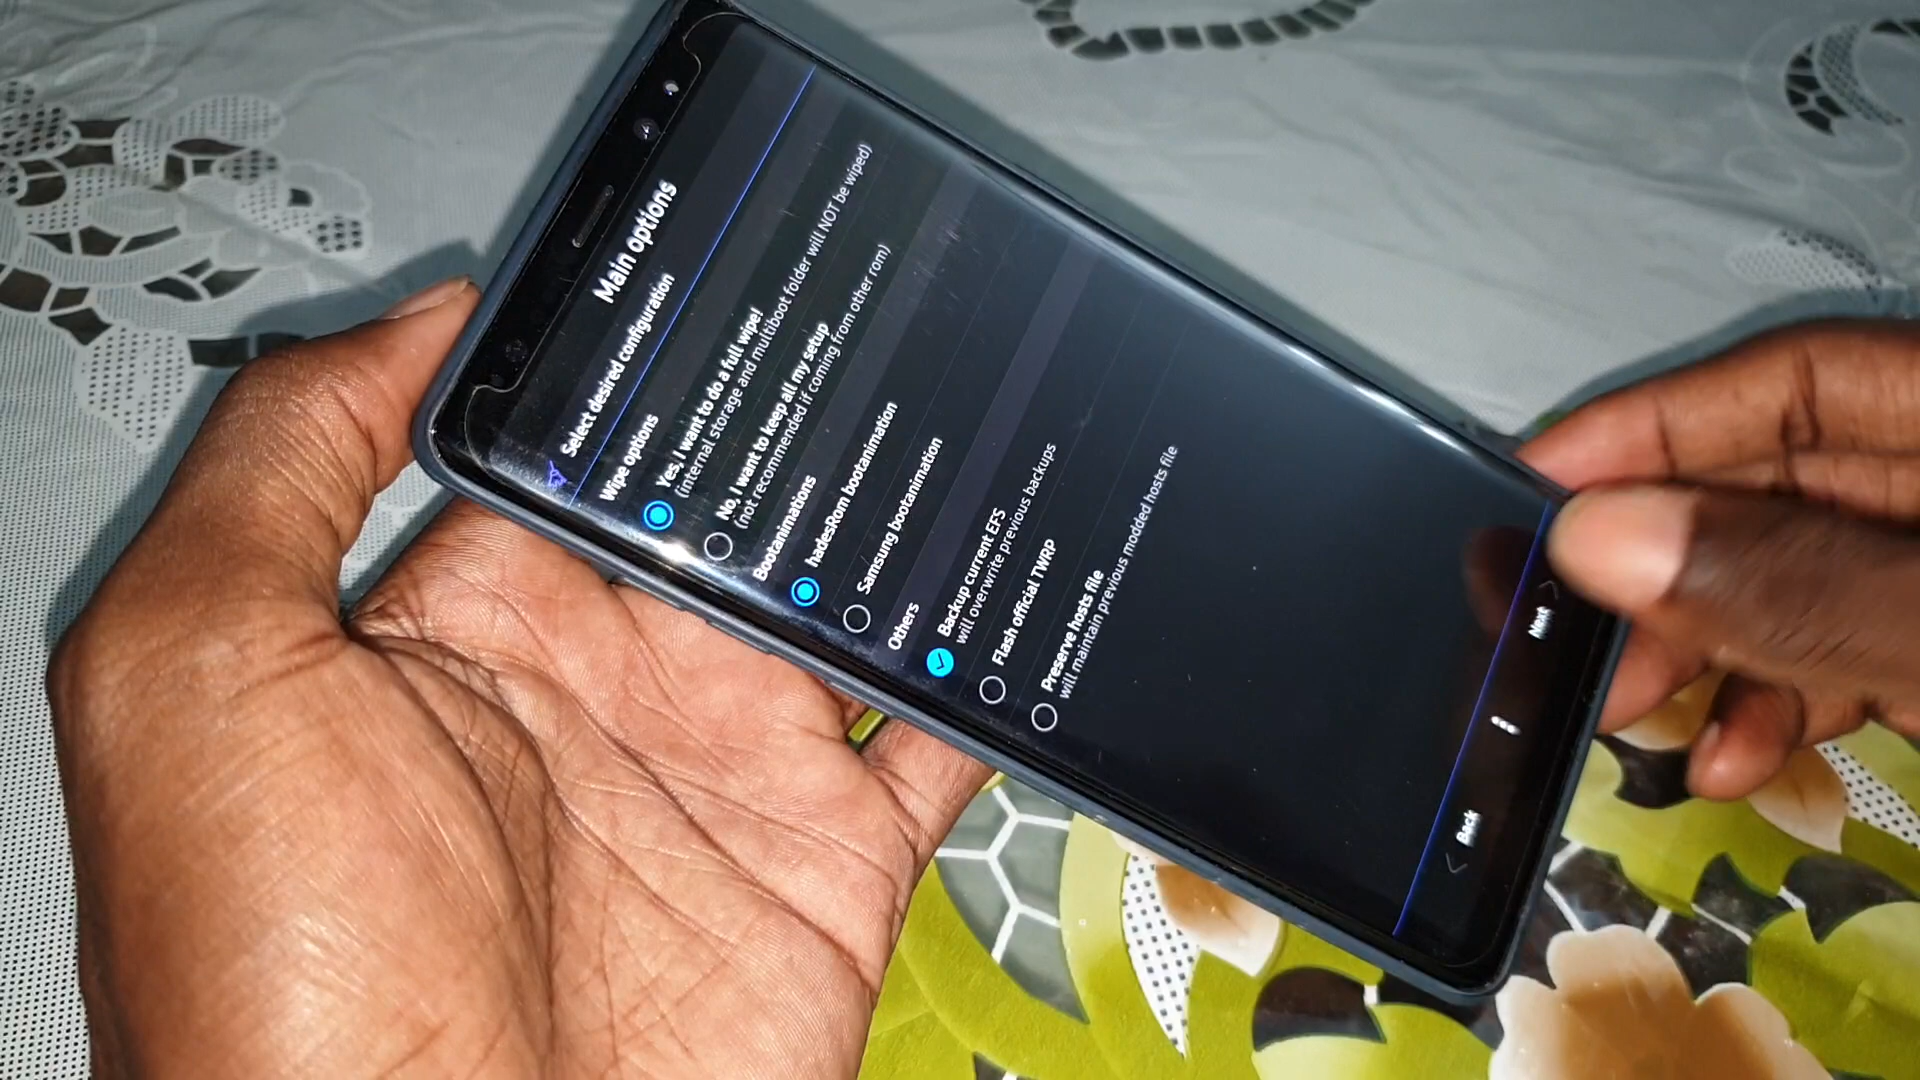 Main options
Select desired configuration
Wipe options
Yes, I want to do a full wipe!
(internal storage and multiboot folder will NOT be wiped)
No, I want to keep all my setup
(not recommended if coming from other rom)
Bootanimations
hadesRom bootanimation
Samsung bootanimation
Others
Backup current EFS
will overwrite previous backups
Flash official TWRP
Preserve hosts file
will maintain previous modded hosts file
Back
Next